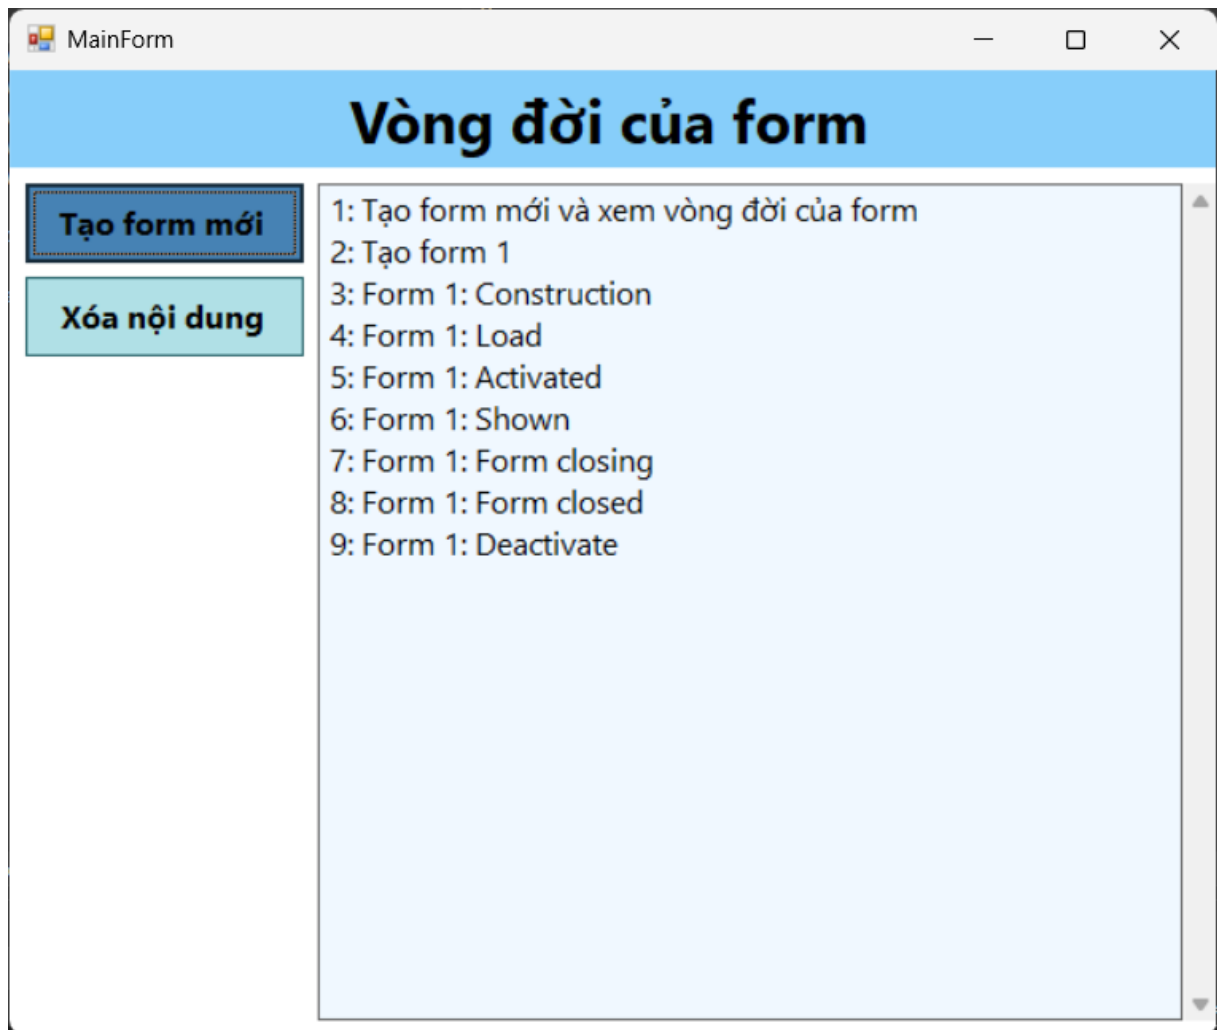 MainForm
Vòng đời của form
Tạo form mới
Xóa nội dung
1: Tạo form mới và xem vòng đời của form
2: Tạo form 1
3: Form 1: Construction
4: Form 1: Load
5: Form 1: Activated
6: Form 1: Shown
7: Form 1: Form closing
8: Form 1: Form closed
9: Form 1: Deactivate